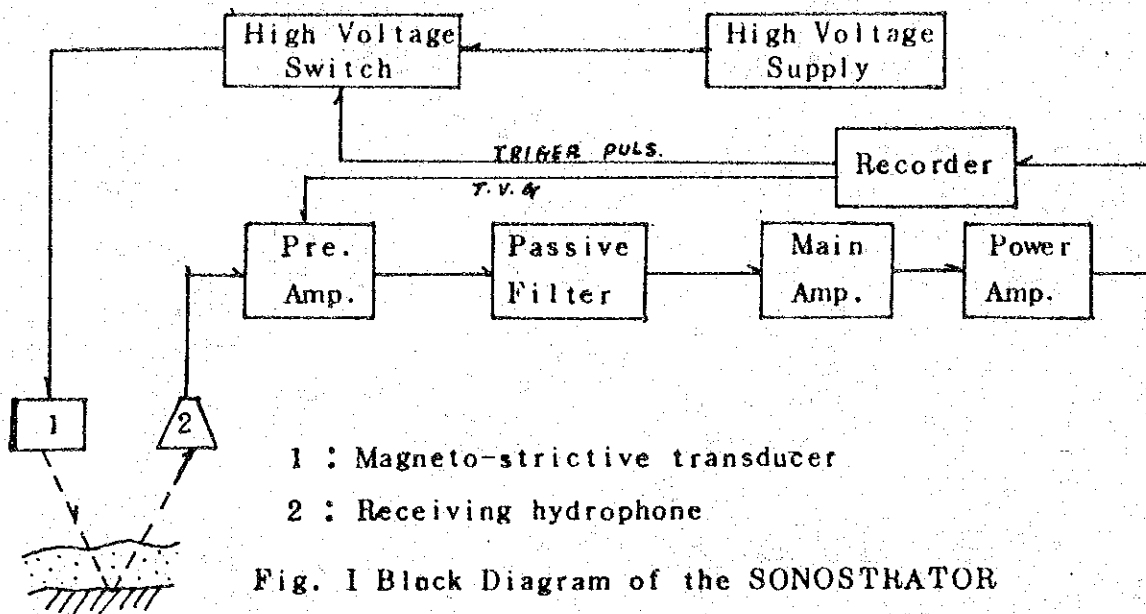 High Voltage
Switch
High Voltage
Supply
TRIGER PULS.
T.V.G
Recorder
Pre.
Amp.
Passive
Filter
Main
Amp.
Power
Amp.
1
2
1 : Magneto-strictive transducer
2 : Receiving hydrophone
Fig. I Block Diagram of the SONOSTRATOR